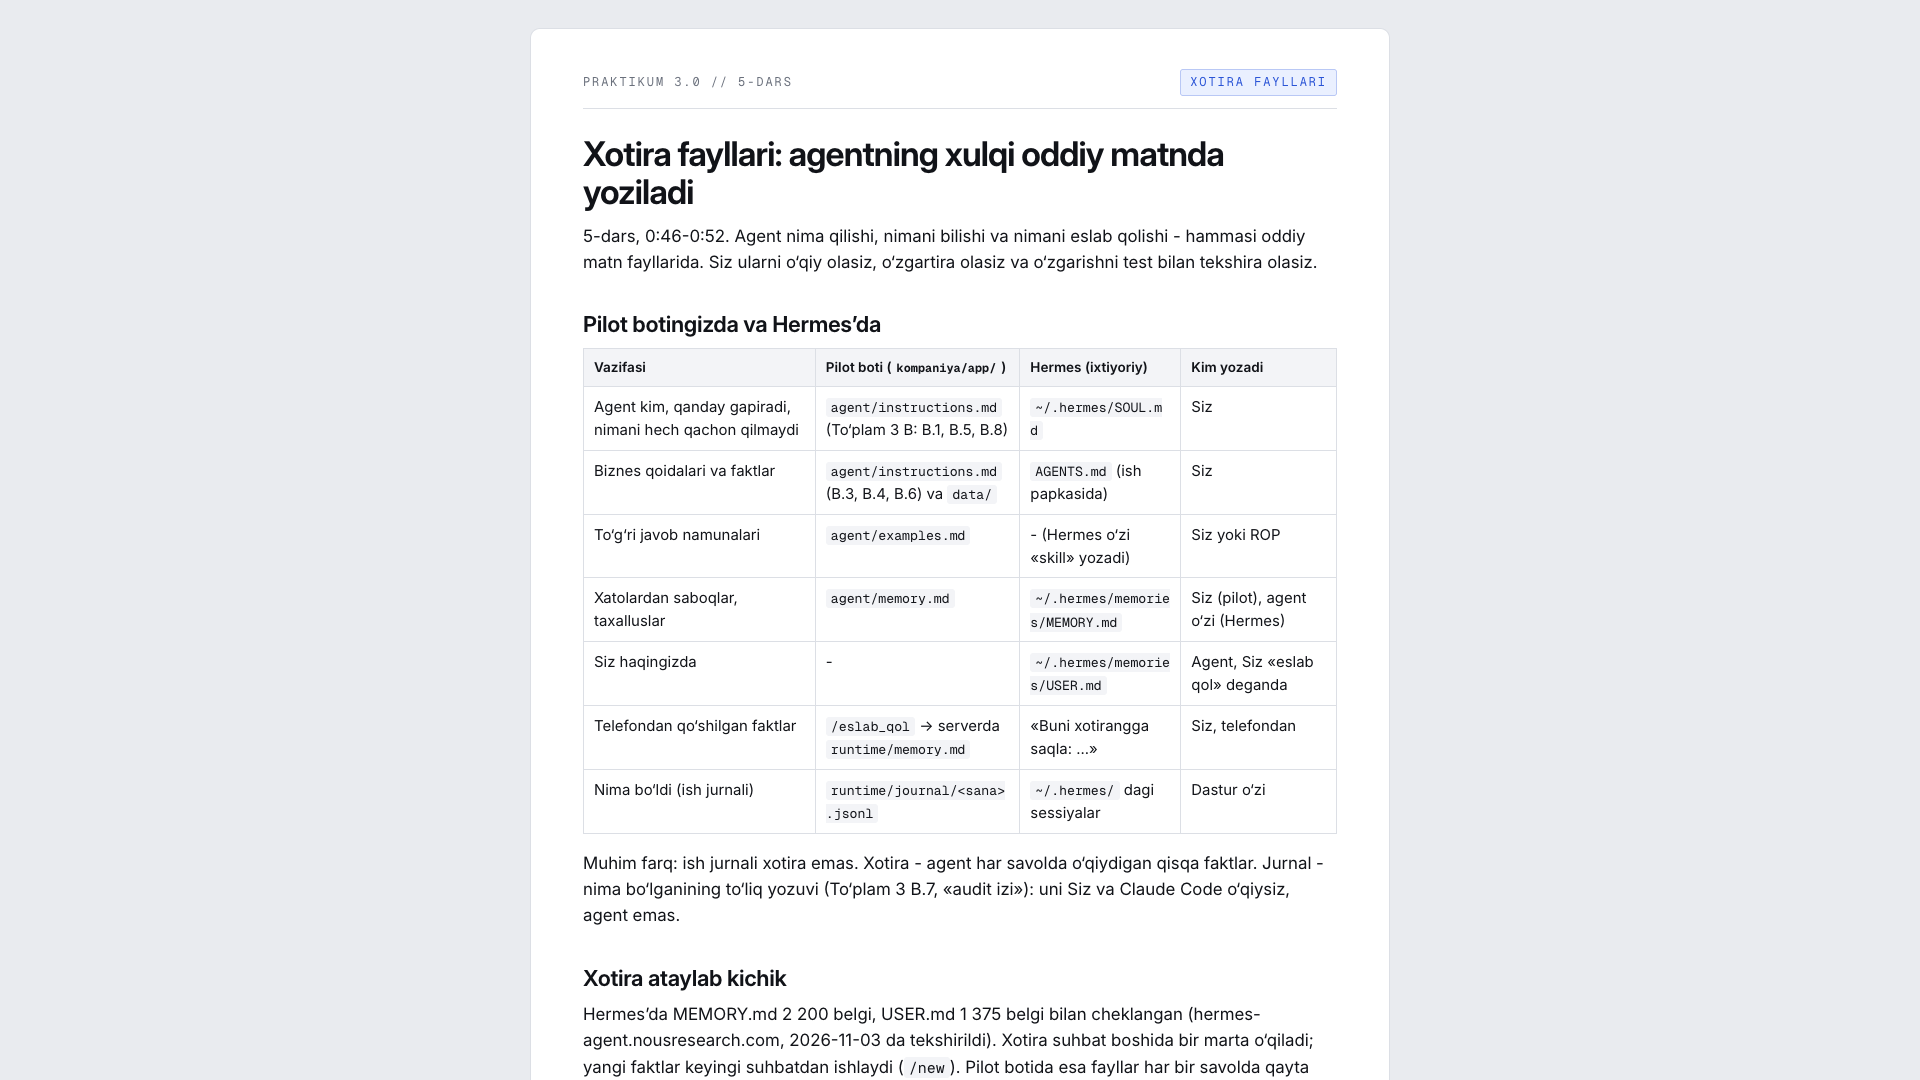 PRAKTIKUM 3.0 // 5-DARS
XOTIRA FAYLLARI
Xotira fayllari: agentning xulqi oddiy matnda
yoziladi
5-dars, 0:46-0:52. Agent nima qilishi, nimani bilishi va nimani eslab qolishi - hammasi oddiy
matn fayllarida. Siz ularni o‘qiy olasiz, o‘zgartira olasiz va o‘zgarishni test bilan tekshira olasiz.
Pilot botingizda va Hermes’da
Vazifasi
Pilot boti ( kompaniya/app/ )
Hermes (ixtiyoriy)
Kim yozadi
Agent kim, qanday gapiradi,
nimani hech qachon qilmaydi
agent/instructions.md
(To‘plam 3 B: B.1, B.5, B.8)
~/.hermes/SOUL.m
d
Siz
Biznes qoidalari va faktlar
agent/instructions.md
(B.3, B.4, B.6) va data/
AGENTS.md (ish
papkasida)
Siz
To‘g‘ri javob namunalari
agent/examples.md
- (Hermes o‘zi
«skill» yozadi)
Siz yoki ROP
Xatolardan saboqlar,
taxalluslar
agent/memory.md
~/.hermes/memorie
s/MEMORY.md
Siz (pilot), agent
o‘zi (Hermes)
Siz haqingizda
-
~/.hermes/memorie
s/USER.md
Agent, Siz «eslab
qol» deganda
Telefondan qo‘shilgan faktlar
/eslab_qol → serverda
runtime/memory.md
«Buni xotirangga
saqla: ...»
Siz, telefondan
Nima bo‘ldi (ish jurnali)
runtime/journal/<sana>
.jsonl
~/.hermes/ dagi
sessiyalar
Dastur o‘zi
Muhim farq: ish jurnali xotira emas. Xotira - agent har savolda o‘qiydigan qisqa faktlar. Jurnal -
nima bo‘lganining to‘liq yozuvi (To‘plam 3 B.7, «audit izi»): uni Siz va Claude Code o‘qiysiz,
agent emas.
Xotira ataylab kichik
Hermes’da MEMORY.md 2 200 belgi, USER.md 1 375 belgi bilan cheklangan (hermes-
agent.nousresearch.com, 2026-11-03 da tekshirildi). Xotira suhbat boshida bir marta o‘qiladi;
yangi faktlar keyingi suhbatdan ishlaydi ( /new ). Pilot botida esa fayllar har bir savolda qayta